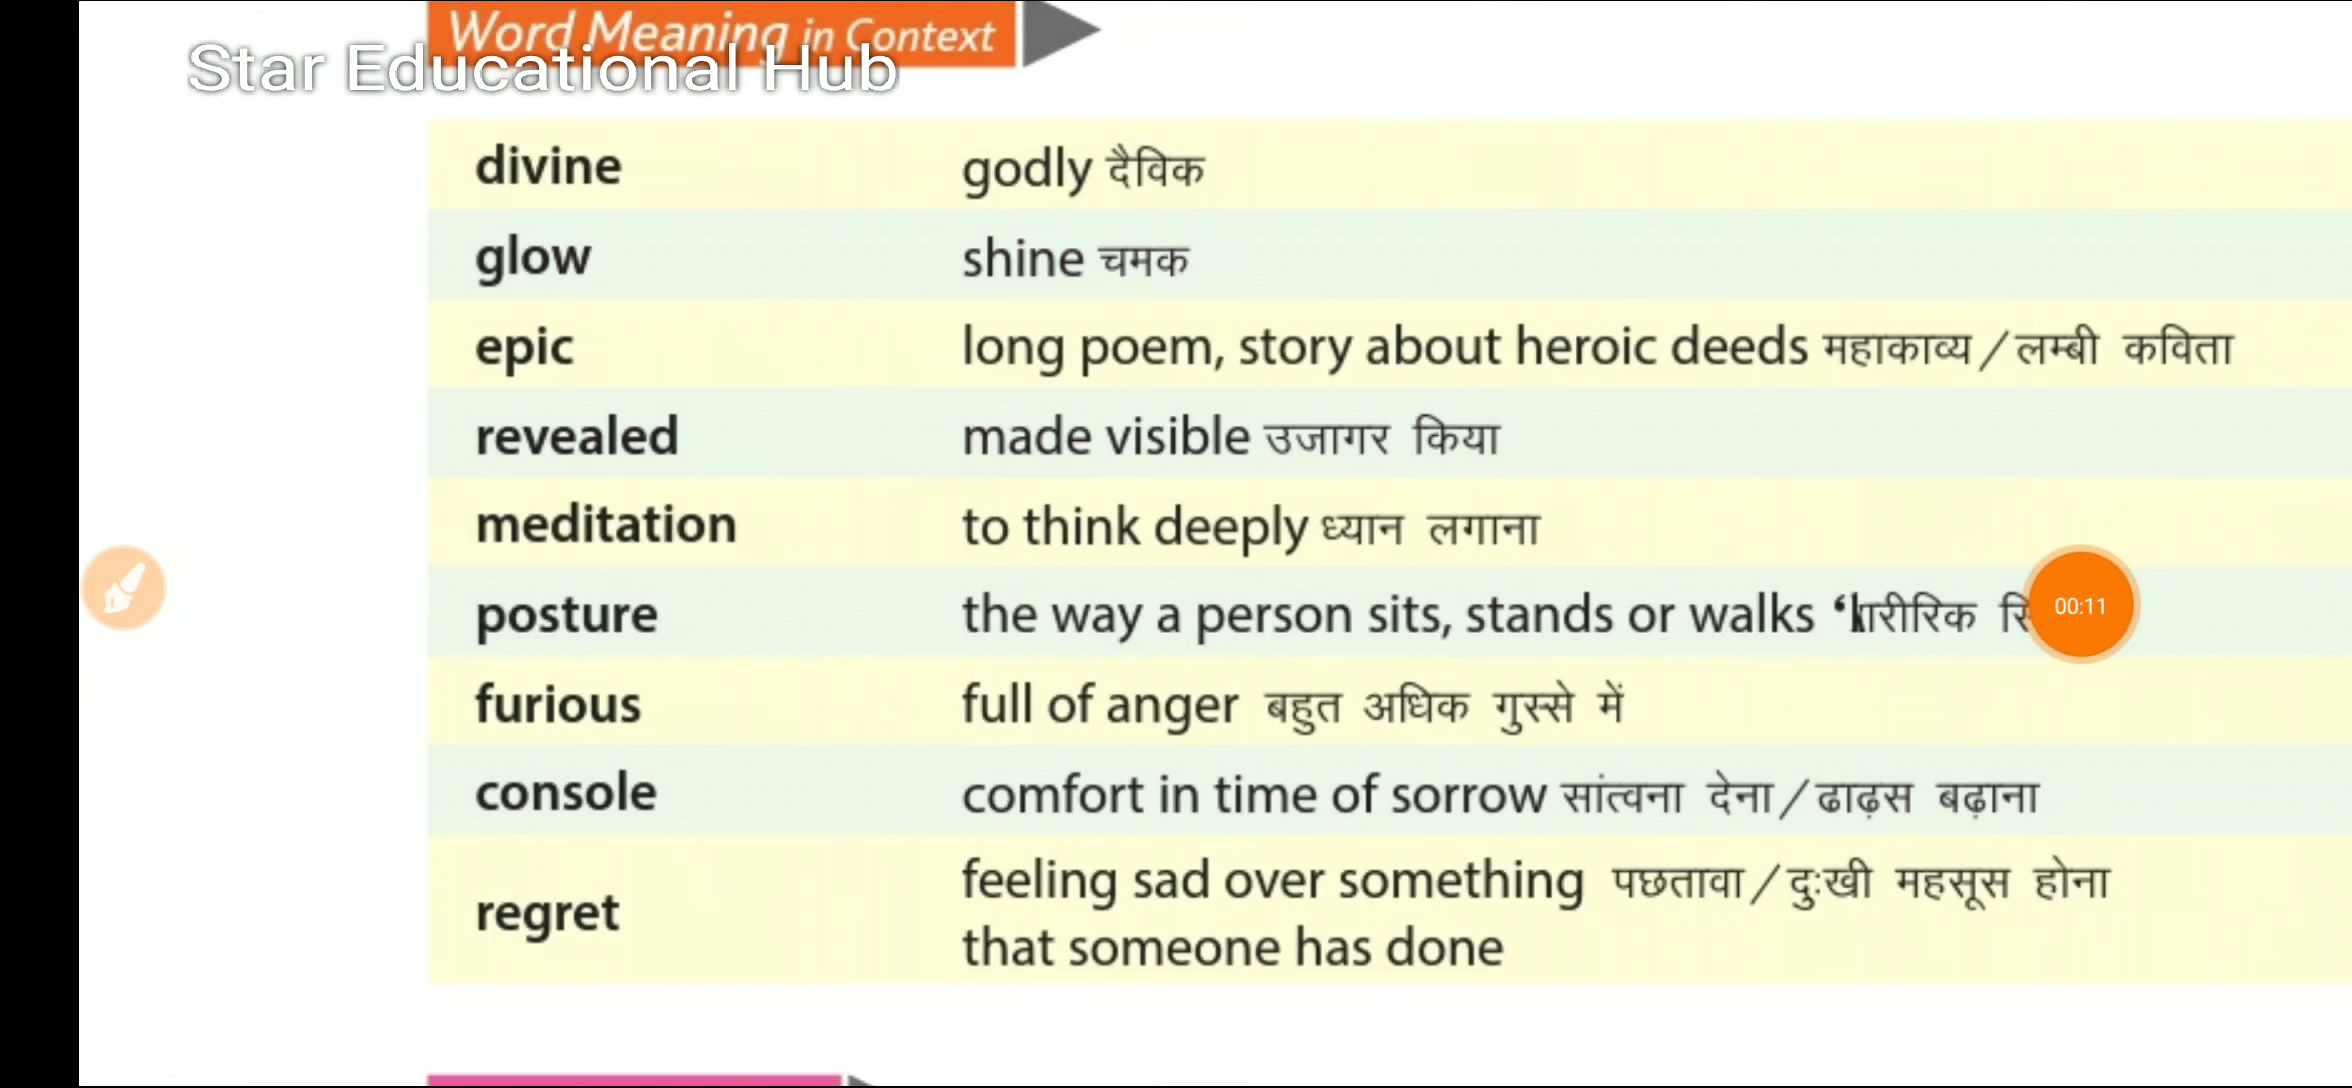 Word Meaning in Context
Star Educational Hub
divine godly दैविक
glow shine चमक
epic long poem, story about heroic deeds महाकाव्य / लम्बी कविता
revealed made visible उजागर किया
meditation to think deeply ध्यान लगाना
posture the way a person sits, stands or walks
00:11
furious full of anger बहुत अधिक गुस्से में
console comfort in time of sorrow सांत्वना देना / ढाढ़स बढ़ाना
regret feeling sad over something पछतावा / दुःखी महसूस होना
that someone has done